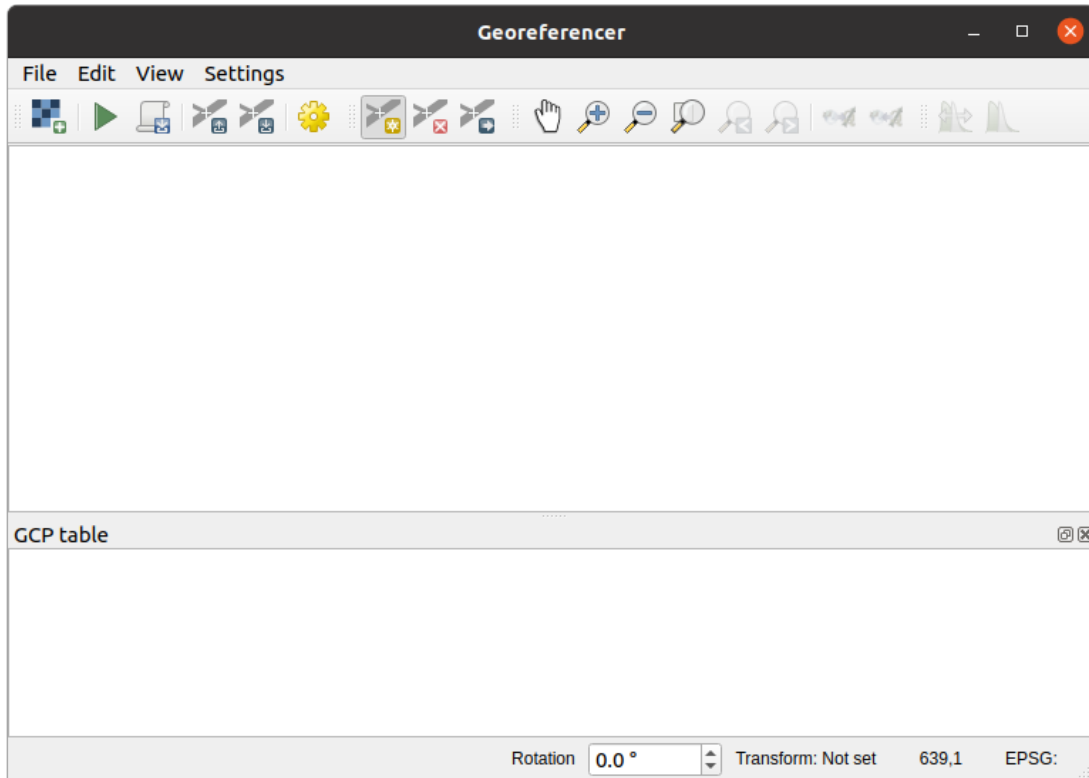 Georeferencer
File Edit View Settings
GCP table
Rotation 0.0 ° Transform: Not set 639,1 EPSG: